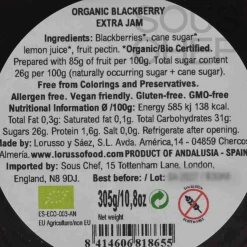 ORGANIC BLACKBERRY
EXTRA JAM
Ingredients: Blackberries*, cane sugar*,
lemon juice*, fruit pectin. *Organic/Bio Certified.
Prepared with 85g of fruit per 100g. Total sugar content
26g per 100g (naturally occurring sugar + cane sugar).
Free from Colorings and Preservatives.
Allergen free. Vegan friendly. Gluten-free. GMO-Free
Nutritional Information Ø /100g: Energy 585 kj 138 kcal.
Total Fat 0,3g: Saturated fat 0,1g. Total Carbohydrates 31g:
Sugars 26g. Protein 1,6g. Salt 0,0g. Refrigerate after opening.
Made by: Lorusso y Sáez, S.L. Avda. América, 14 - 04859 Chercos
Almería. www.lorussofood.com PRODUCT OF ANDALUSIA - SPAIN
Imported by: Sous Chef, 15 Tottenham Lane, London,
England, N8 9DJ. Best before: / Lot:
305g/10,8oz
ES-ECO-003-AN
EU Agriculture/non EU
8 414606 818655